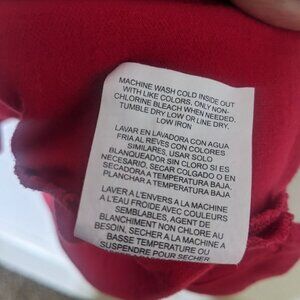 MACHINE WASH COLD INSIDE OUT
WITH LIKE COLORS, ONLY NON-
CHLORINE BLEACH WHEN NEEDED.
TUMBLE DRY LOW OR LINE DRY.
LOW IRON
LAVAR EN LAVADORA CON AGUA
FRIA AL REVES CON COLORES
SIMILARES, USAR SOLO
BLANQUEADOR SIN CLORO SI ES
NECESARIO, SECAR COLGADO O EN
SECADORA A TEMPERATURA BAJA.
PLANCHAR A TEMPERATURA BAJA.
LAVER A L'ENVERS A LA MACHINE
A L'EAU FROIDE AVEC COULEURS
SEMBLABLES, AGENT DE
BLANCHIMENT NON CHLORE AU
BESOIN, SECHER A LA MACHINE A
BASSE TEMPERATURE OU
SUSPENDRE POUR SECHER